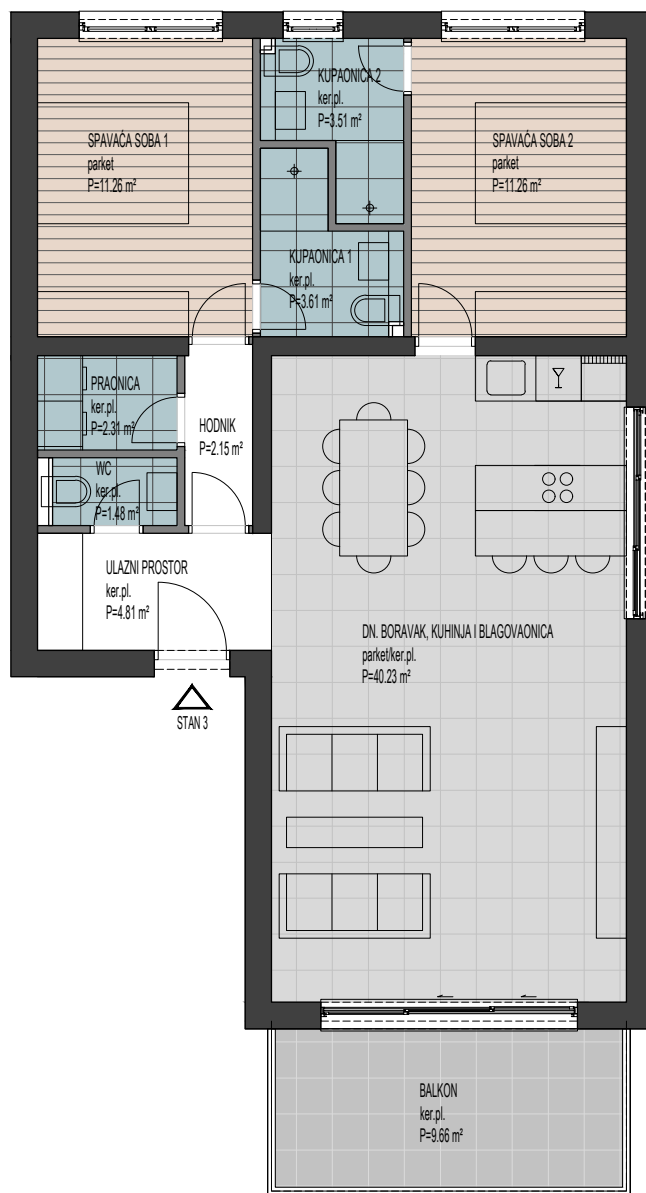 KUPAONICA 2
ker.pl.
P=3.51 m²
SPAVAĆA SOBA 1
parket
P=11.26 m²
SPAVAĆA SOBA 2
parket
P=11.26 m²
KUPAONICA 1
ker.pl.
P=3.61 m²
PRAONICA
ker.pl.
P=2.31 m²
HODNIK
P=2.15 m²
WC
ker.pl.
P=1.48 m²
ULAZNI PROSTOR
ker.pl.
P=4.81 m²
DN. BORAVAK, KUHINJA I BLAGOVAONICA
parket/ker.pl.
P=40.23 m²
STAN 3
BALKON
ker.pl.
P=9.66 m²